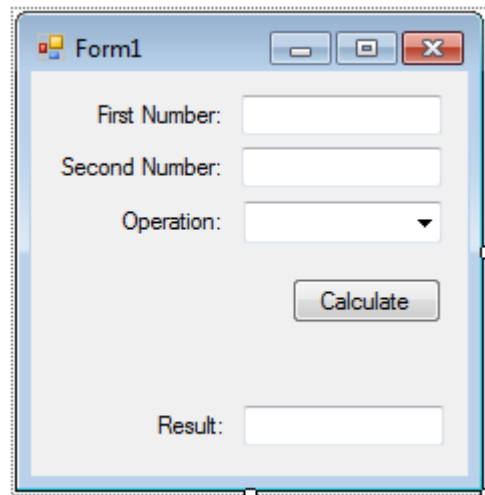 Form1
First Number:
Second Number:
Operation:
Calculate
Result: